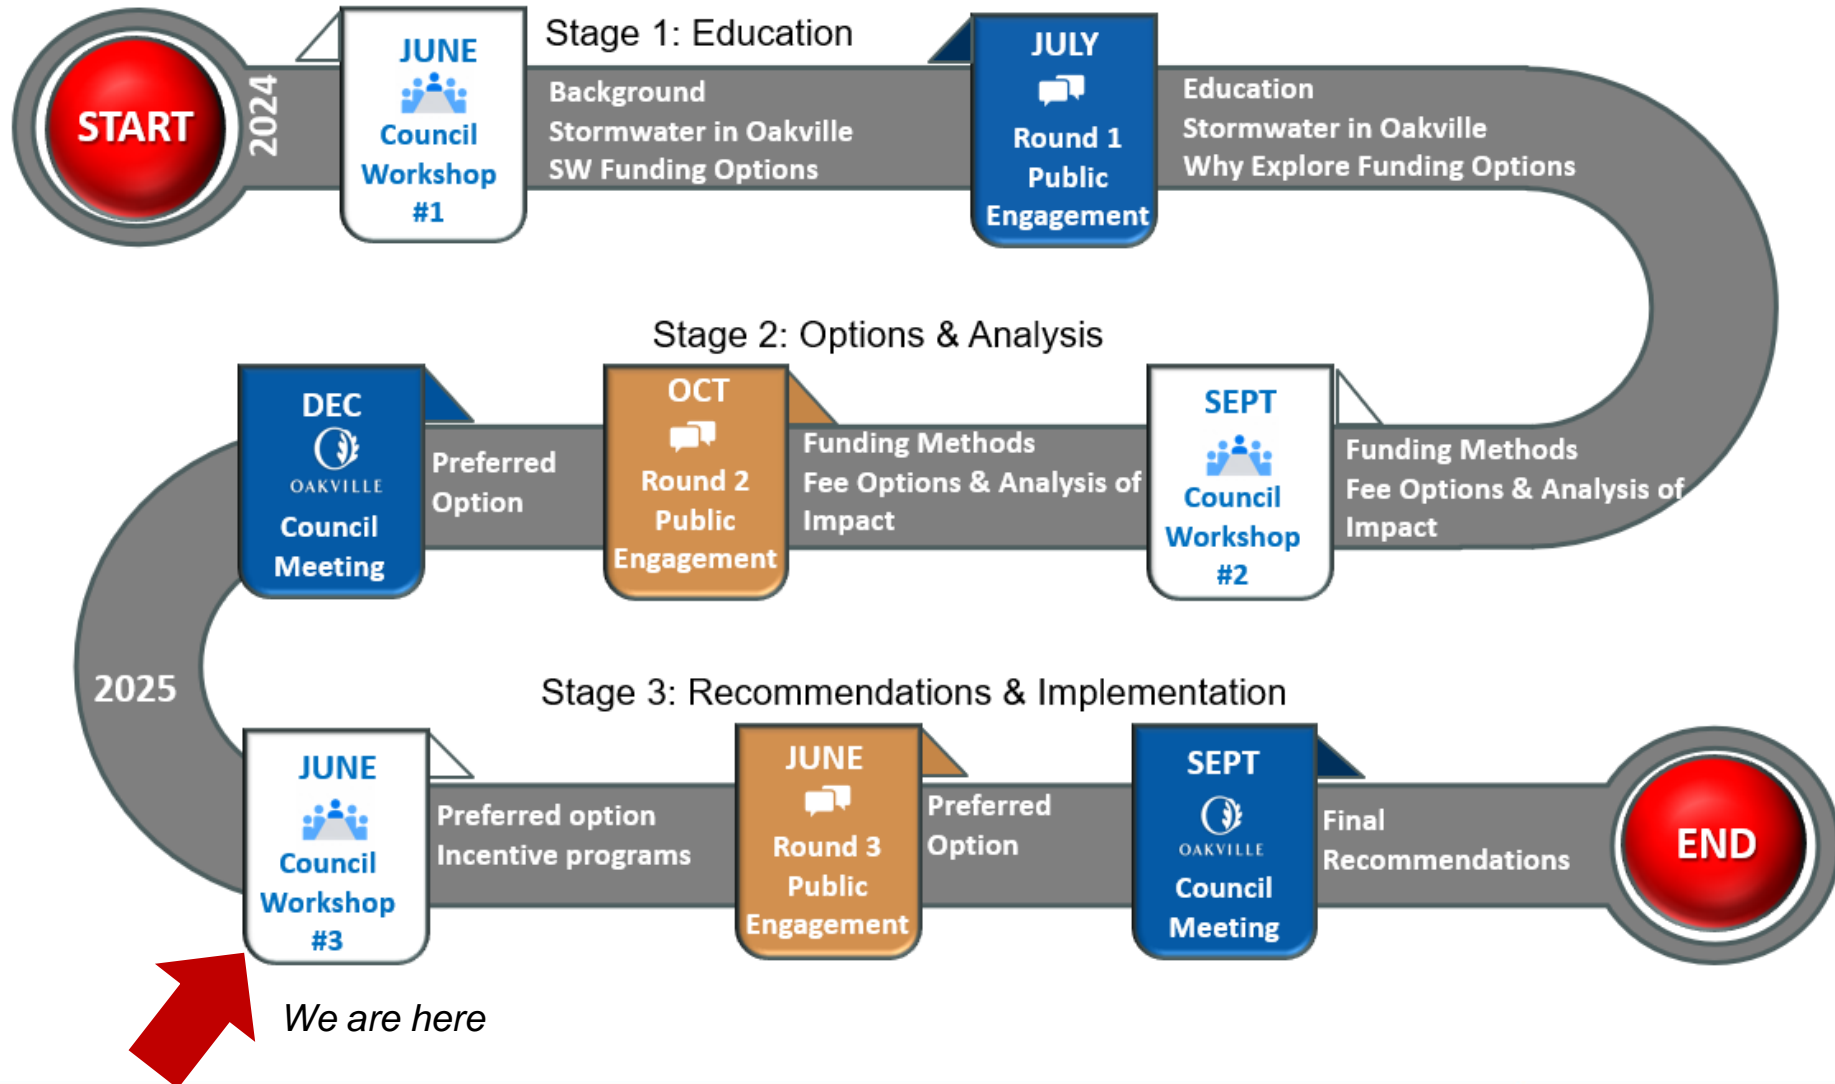 START
2024
JUNE
Council
Workshop
#1
Stage 1: Education
Background
Stormwater in Oakville
SW Funding Options
JULY
Round 1
Public
Engagement
Education
Stormwater in Oakville
Why Explore Funding Options
Stage 2: Options & Analysis
SEPT
Council
Workshop
#2
Funding Methods
Fee Options & Analysis of
Impact
OCT
Round 2
Public
Engagement
Funding Methods
Fee Options & Analysis of
Impact
DEC
OAKVILLE
Council
Meeting
Preferred
Option
2025
Stage 3: Recommendations & Implementation
JUNE
Council
Workshop
#3
Preferred option
Incentive programs
JUNE
Round 3
Public
Engagement
Preferred
Option
SEPT
OAKVILLE
Council
Meeting
Final
Recommendations
END
We are here